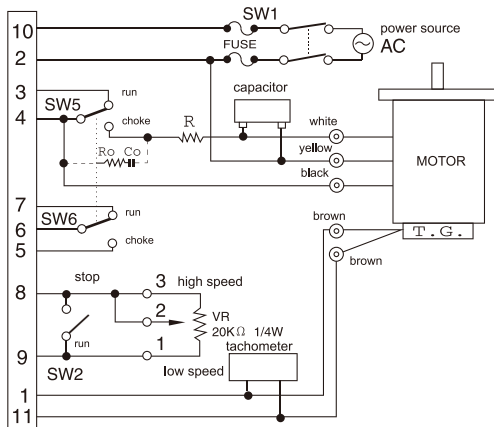 10
SW1
power source
AC
FUSE
2
3
run
capacitor
SW5
4
choke
R
white
Ro Co
yellow
MOTOR
black
7
run
SW6
6
brown
T.G.
choke
5
brown
stop
3 high speed
8
2
VR
20KΩ 1/4W
run
tachometer
9
1
SW2
low speed
1
11